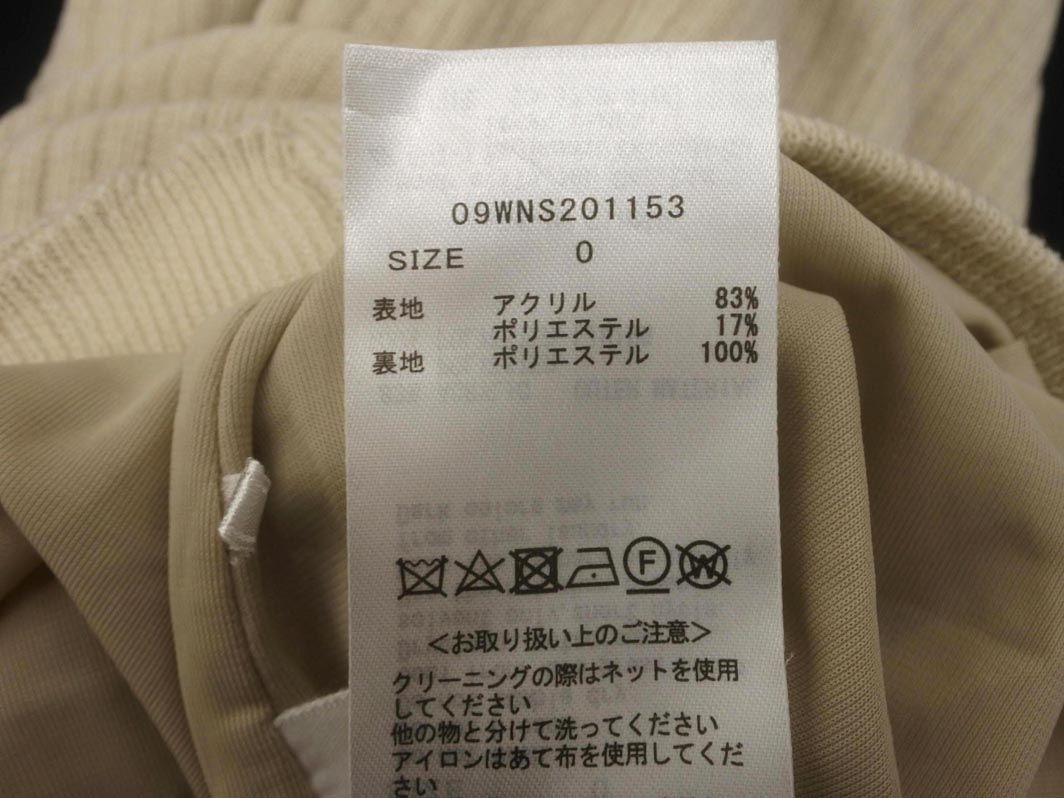 09WNS201153
SIZE 0
表地 アクリル 83%
ポリエステル 17%
裏地 ポリエステル 100%
F W
<お取り扱い上のご注意>
クリーニングの際はネットを使用
してください
他の物と分けて洗ってください
アイロンはあて布を使用してくだ
さい